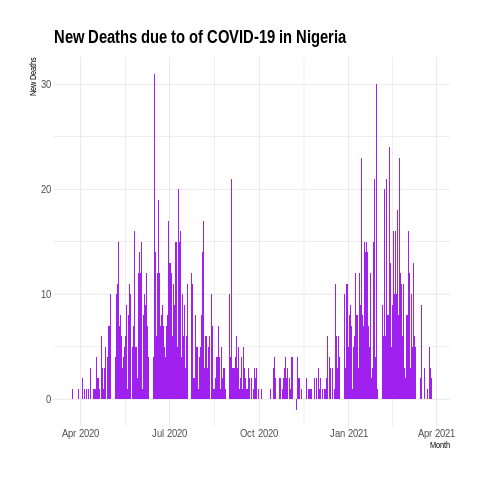 New Deaths due to of COVID-19 in Nigeria
New Deaths
30
20
10
0
Apr 2020 Jul 2020 Oct 2020 Jan 2021 Apr 2021
Month